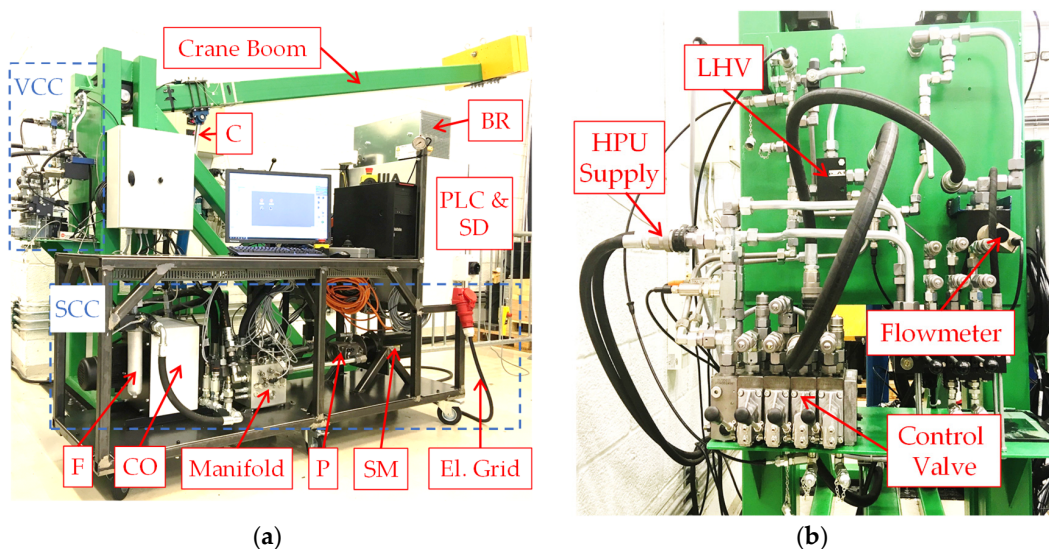 Crane Boom
VCC
C
BR
PLC &
SD
SCC
F
CO
Manifold
P
SM
El. Grid
(a)
LHV
HPU
Supply
Flowmeter
Control
Valve
(b)